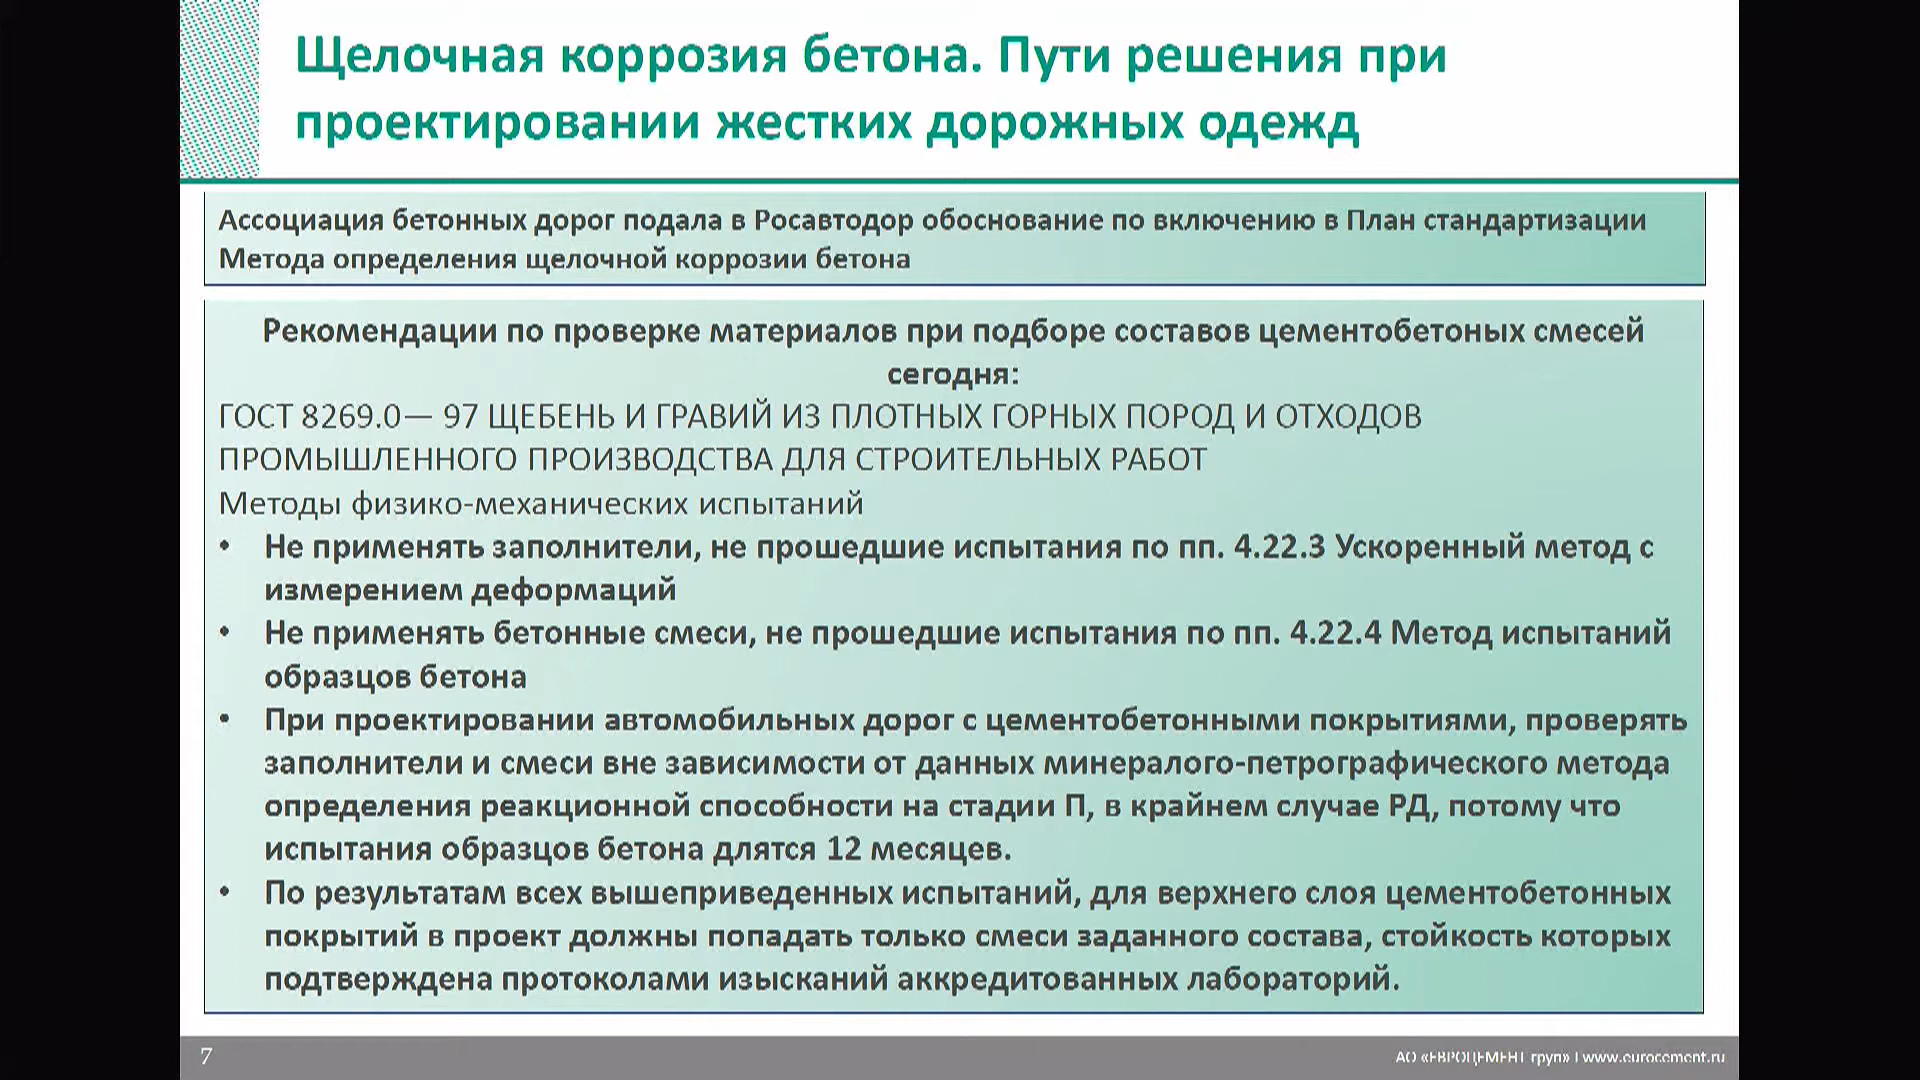 Щелочная коррозия бетона. Пути решения при
проектировании жестких дорожных одежд
Ассоциация бетонных дорог подала в Росавтодор обоснование по включению в План стандартизации
Метода определения щелочной коррозии бетона
Рекомендации по проверке материалов при подборе составов цементобетоных смесей
сегодня:
ГОСТ 8269.0— 97 ЩЕБЕНЬ И ГРАВИЙ ИЗ ПЛОТНЫХ ГОРНЫХ ПОРОД И ОТХОДОВ
ПРОМЫШЛЕННОГО ПРОИЗВОДСТВА ДЛЯ СТРОИТЕЛЬНЫХ РАБОТ
Методы физико-механических испытаний
• Не применять заполнители, не прошедшие испытания по пп. 4.22.3 Ускоренный метод с
измерением деформаций
• Не применять бетонные смеси, не прошедшие испытания по пп. 4.22.4 Метод испытаний
образцов бетона
• При проектировании автомобильных дорог с цементобетонными покрытиями, проверять
заполнители и смеси вне зависимости от данных минералого-петрографического метода
определения реакционной способности на стадии П, в крайнем случае РД, потому что
испытания образцов бетона длятся 12 месяцев.
• По результатам всех вышеприведенных испытаний, для верхнего слоя цементобетонных
покрытий в проект должны попадать только смеси заданного состава, стойкость которых
подтверждена протоколами изысканий аккредитованных лабораторий.
7
АО «ЕВРОЦЕМЕНТ груп» | www.eurocement.ru